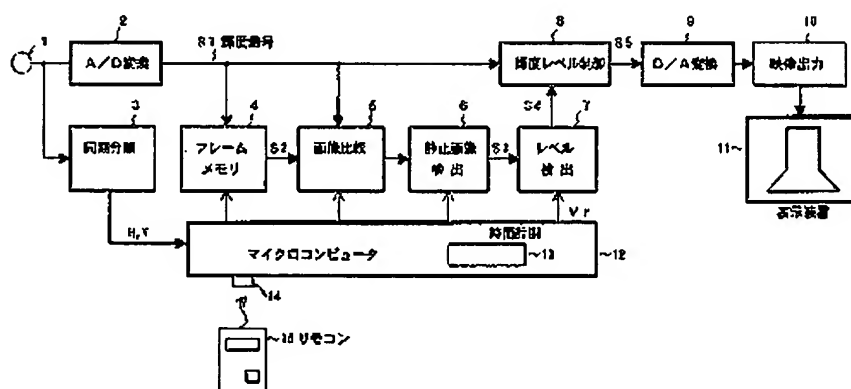 1
2
A/D変換
S1 輝度信号
3
同期分離
H,V
4
フレーム
メモリ
S2
5
画像比較
6
静止画像
検出
S3
7
レベル
検出
S4
Vr
8
輝度レベル制御
S5
9
D/A変換
10
映像出力
11~
表示装置
マイクロコンピュータ
時間計測
~13
~12
14
~15 リモコン